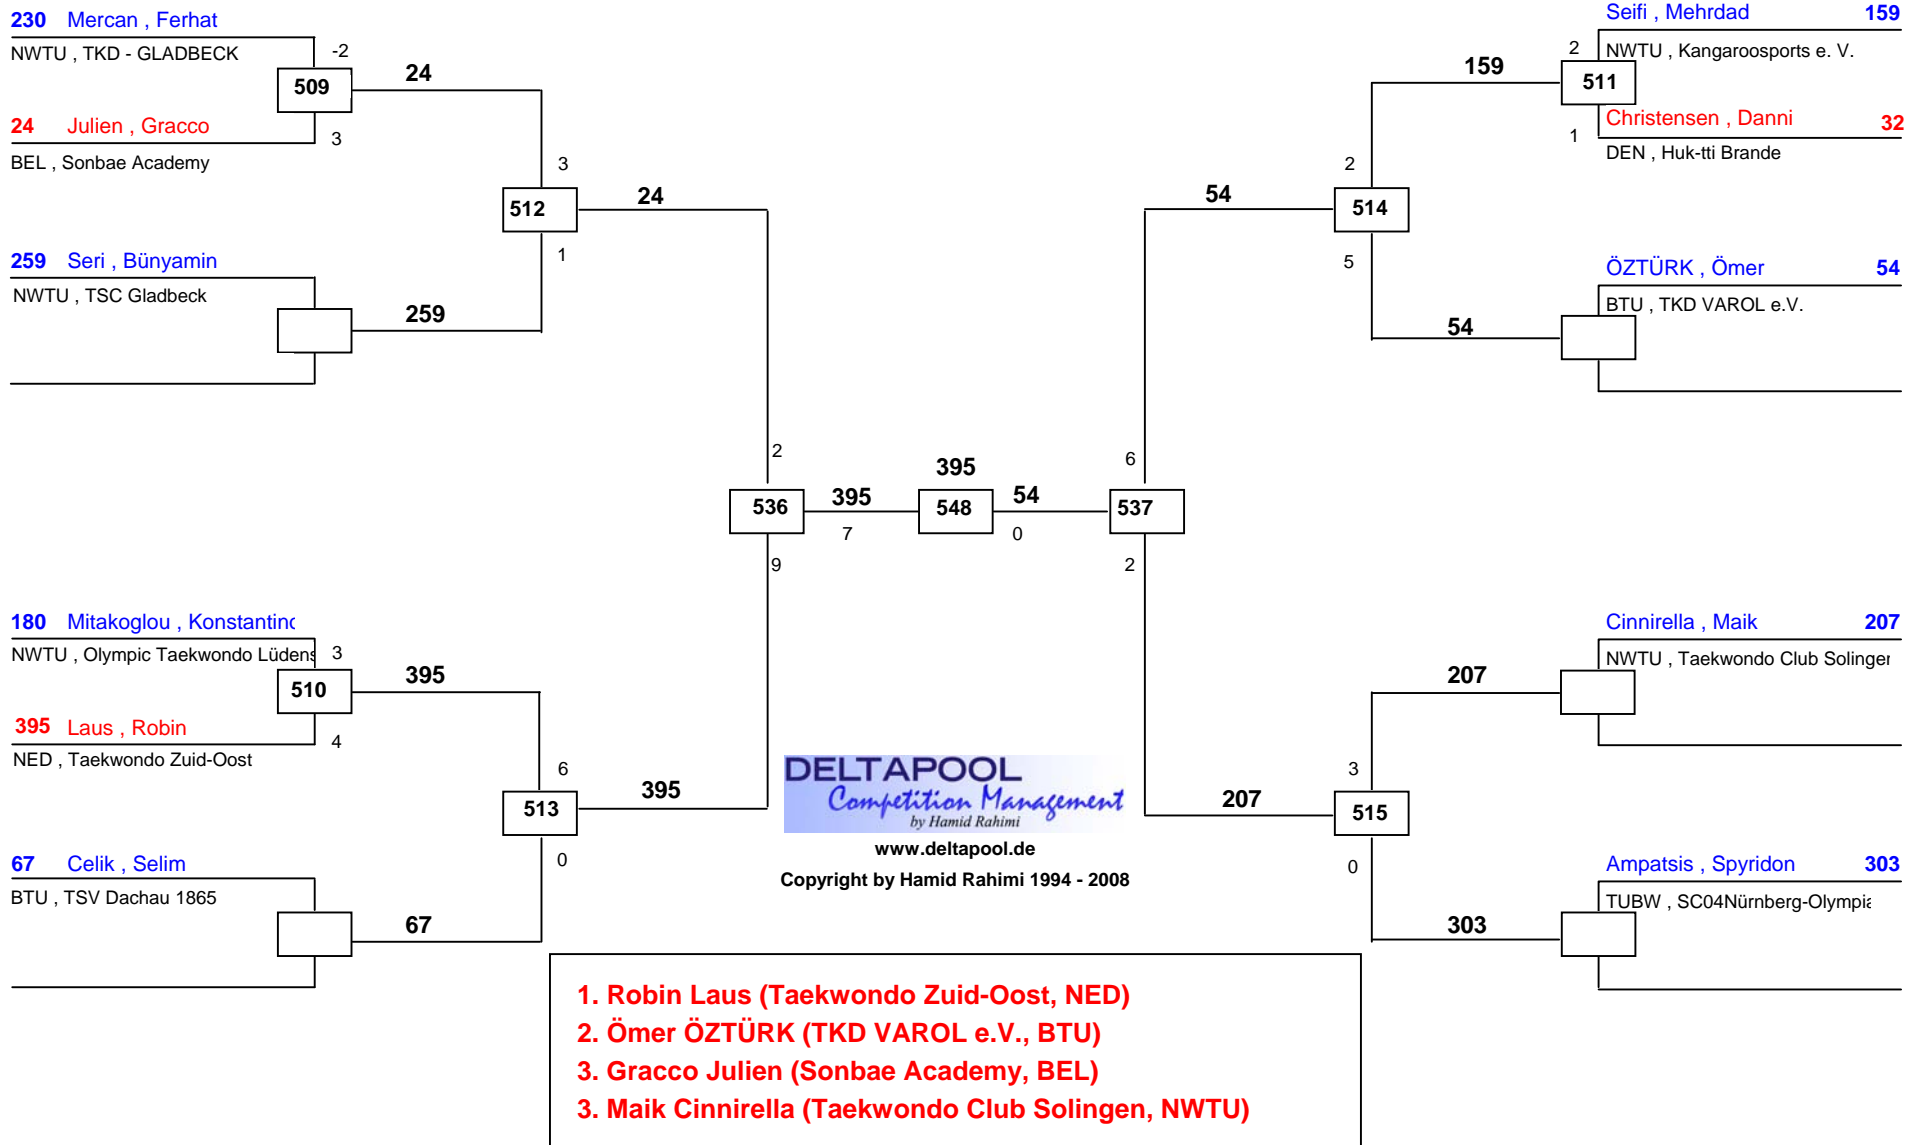 230 Mercan , Ferhat
NWTU , TKD - GLADBECK
-2
509
24
24 Julien , Gracco
3
BEL , Sonbae Academy
3
512
24
1
259 Seri , Bünyamin
NWTU , TSC Gladbeck
259
2
536
395
7
9
180 Mitakoglou , Konstantino
NWTU , Olympic Taekwondo Lüdens
3
510
395
395 Laus , Robin
4
NED , Taekwondo Zuid-Oost
6
513
395
0
67 Celik , Selim
BTU , TSV Dachau 1865
67
395
548
54
0
Seifi , Mehrdad 159
2
NWTU , Kangaroosports e. V.
159
511
Christensen , Danni 32
1
DEN , Huk-tti Brande
2
54
514
5
ÖZTÜRK , Ömer 54
BTU , TKD VAROL e.V.
54
6
537
2
Cinnirella , Maik 207
NWTU , Taekwondo Club Solingen
207
3
207
515
0
Ampatsis , Spyridon 303
TUBW , SC04Nürnberg-Olympia
303
DELTAPOOL
Competition Management
by Hamid Rahimi
www.deltapool.de
Copyright by Hamid Rahimi 1994 - 2008
1. Robin Laus (Taekwondo Zuid-Oost, NED)
2. Ömer ÖZTÜRK (TKD VAROL e.V., BTU)
3. Gracco Julien (Sonbae Academy, BEL)
3. Maik Cinnirella (Taekwondo Club Solingen, NWTU)